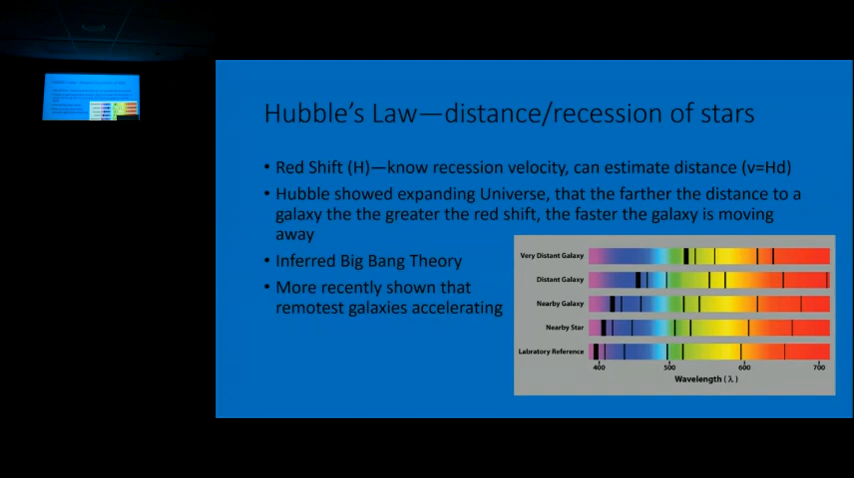 Hubble's Law—distance/recession of stars
• Red Shift (H)—know recession velocity, can estimate distance (v=Hd)
• Hubble showed expanding Universe, that the farther the distance to a
galaxy the the greater the red shift, the faster the galaxy is moving
away
• Inferred Big Bang Theory
• More recently shown that
remotest galaxies accelerating
Very Distant Galaxy
Distant Galaxy
Nearby Galaxy
Nearby Star
Labratory Reference
400 500 600 700
Wavelength (λ)